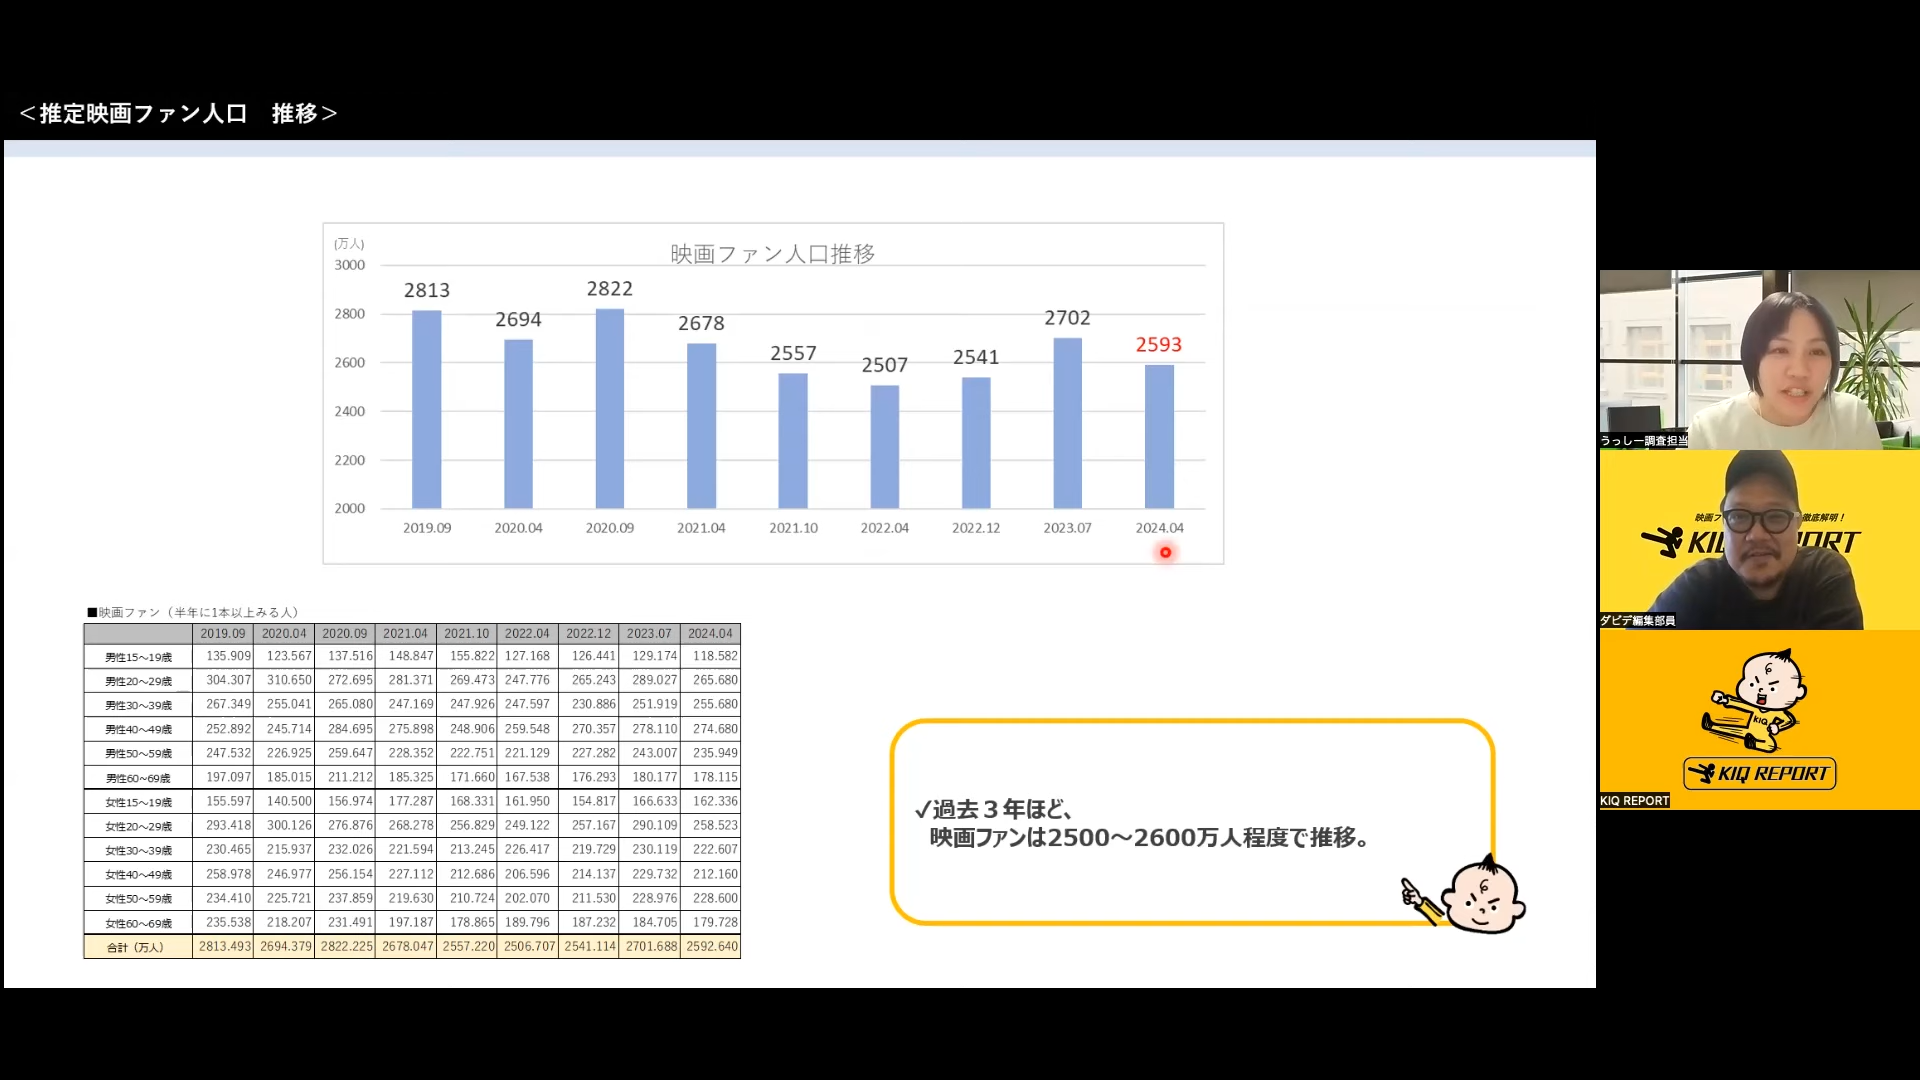 ＜推定映画ファン人口　推移＞
(万人)
映画ファン人口推移
3000
2800
2600
2400
2200
2000
2813
2694
2822
2678
2557
2507
2541
2702
2593
2019.09 2020.04 2020.09 2021.04 2021.10 2022.04 2022.12 2023.07 2024.04
■映画ファン（半年に1本以上みる人）
2019.09 2020.04 2020.09 2021.04 2021.10 2022.04 2022.12 2023.07 2024.04
男性15～19歳 135.909 123.567 137.516 148.847 155.822 127.168 126.441 129.174 118.582
男性20～29歳 304.307 310.650 272.695 281.371 269.473 247.776 265.243 289.027 265.680
男性30～39歳 267.349 255.041 265.080 247.169 247.926 247.597 230.886 251.919 255.680
男性40～49歳 252.892 245.714 284.695 275.898 248.906 259.548 270.357 278.110 274.680
男性50～59歳 247.532 226.925 259.647 228.352 222.751 221.129 227.282 243.007 235.949
男性60～69歳 197.097 185.015 211.212 185.325 171.660 167.538 176.293 180.177 178.115
女性15～19歳 155.597 140.500 156.974 177.287 168.331 161.950 154.817 166.633 162.336
女性20～29歳 293.418 300.126 276.876 268.278 256.829 249.122 257.167 290.109 258.523
女性30～39歳 230.465 215.937 232.026 221.594 213.245 226.417 219.729 230.119 222.607
女性40～49歳 258.978 246.977 256.154 227.112 212.686 206.596 214.137 229.732 212.160
女性50～59歳 234.410 225.721 237.859 219.630 210.724 202.070 211.530 228.976 228.600
女性60～69歳 235.538 218.207 231.491 197.187 178.865 189.796 187.232 184.705 179.728
合計（万人） 2813.493 2694.379 2822.225 2678.047 2557.220 2506.707 2541.114 2701.688 2592.640
✓過去３年ほど、
映画ファンは2500～2600万人程度で推移。
うっしー調査担当
映画フ 徹底解明！
KI ORT
ダビデ編集部員
KIQ
KIQ REPORT
KIQ REPORT